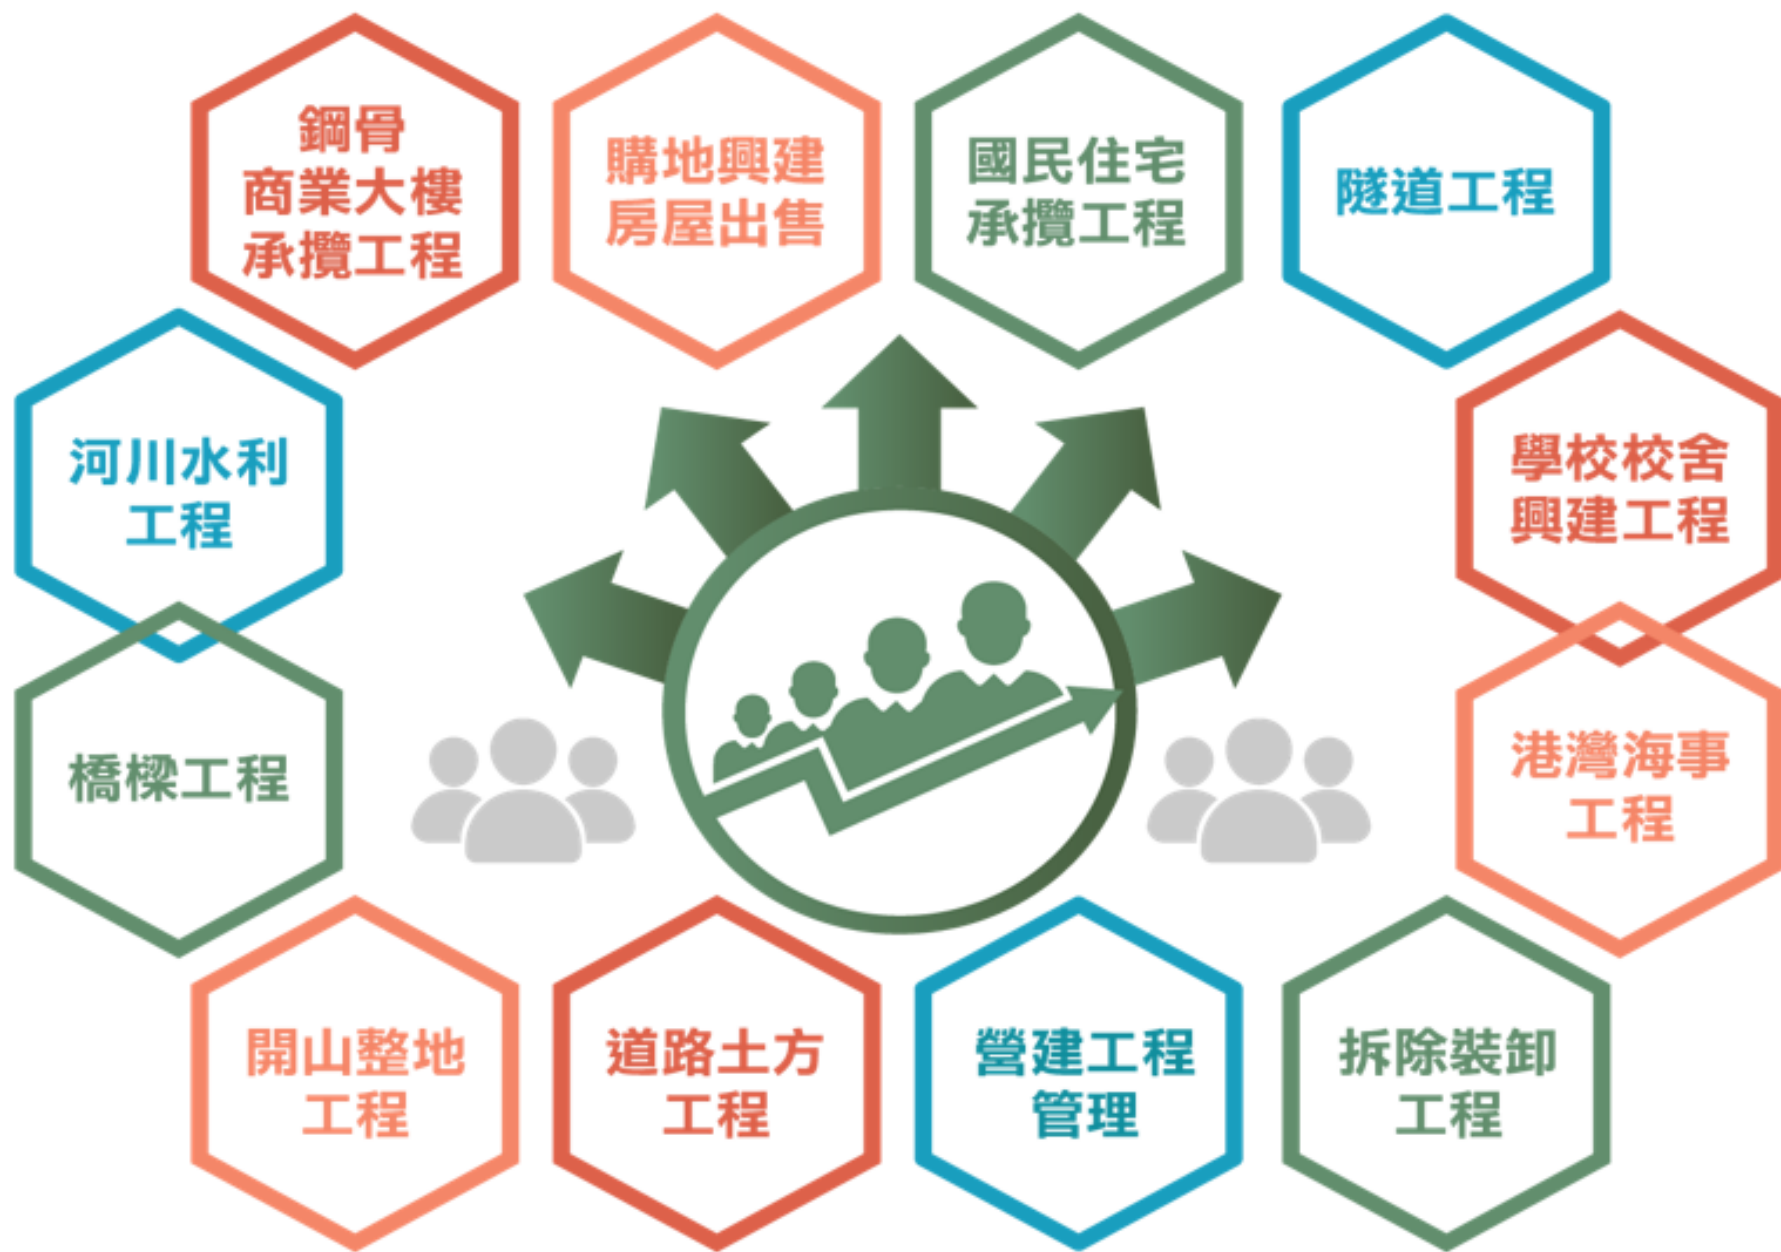 鋼骨
商業大樓
承攬工程
購地興建
房屋出售
國民住宅
承攬工程
隧道工程
河川水利
工程
學校校舍
興建工程
橋樑工程
港灣海事
工程
開山整地
工程
道路土方
工程
營建工程
管理
拆除裝卸
工程